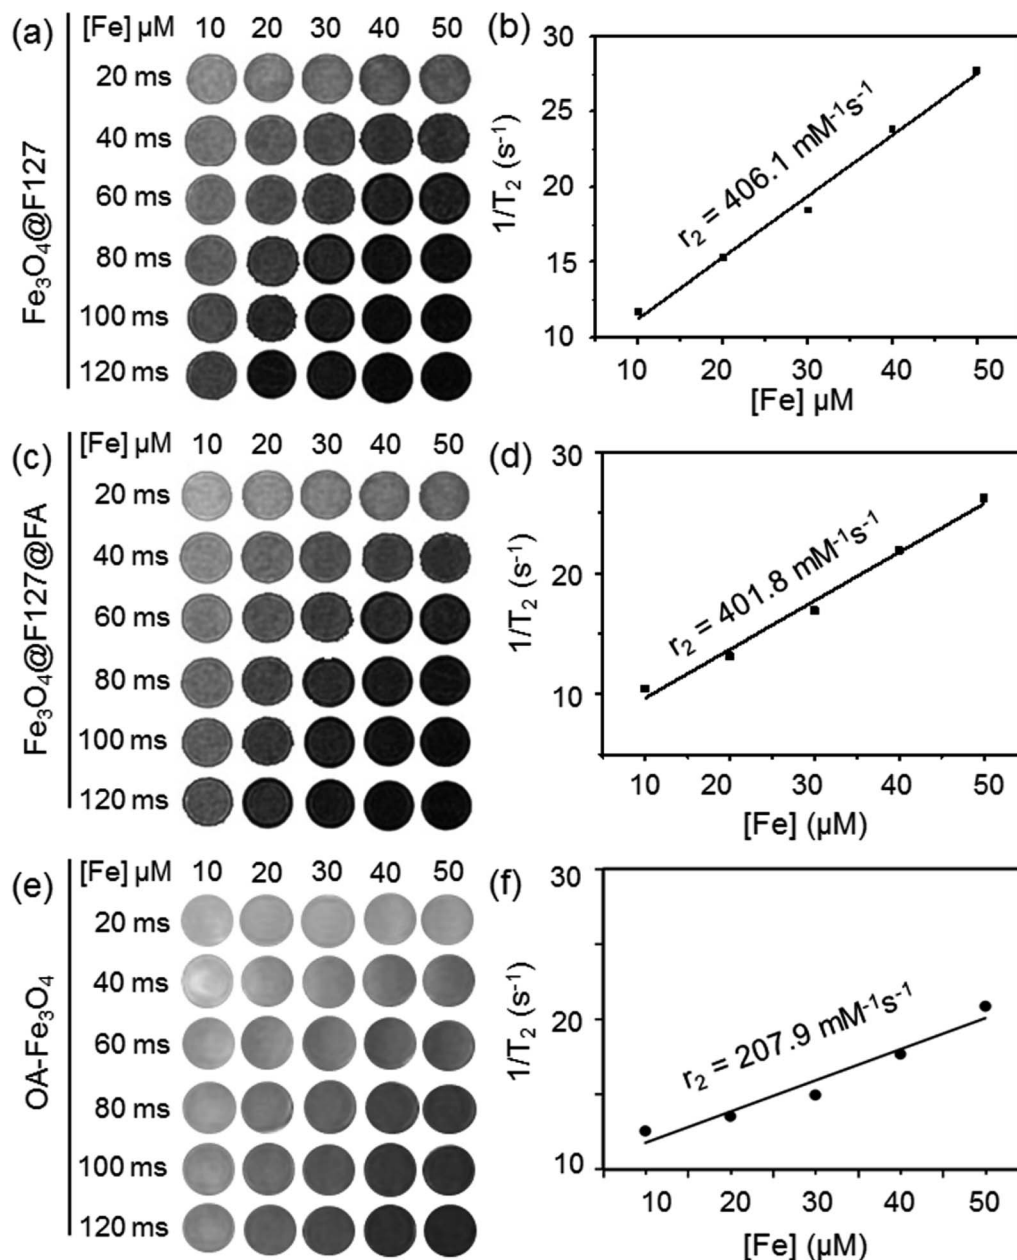 (a)
Fe₃O₄@F127
[Fe] µM 10 20 30 40 50
20 ms
40 ms
60 ms
80 ms
100 ms
120 ms
(b)
1/T₂ (s⁻¹)
30
25
20
15
10
r₂ = 406.1 mM⁻¹s⁻¹
10 20 30 40 50
[Fe] µM
(c)
Fe₃O₄@F127@FA
[Fe] µM 10 20 30 40 50
20 ms
40 ms
60 ms
80 ms
100 ms
120 ms
(d)
1/T₂ (s⁻¹)
30
20
10
r₂ = 401.8 mM⁻¹s⁻¹
10 20 30 40 50
[Fe] (µM)
(e)
OA-Fe₃O₄
[Fe] µM 10 20 30 40 50
20 ms
40 ms
60 ms
80 ms
100 ms
120 ms
(f)
1/T₂ (s⁻¹)
30
20
10
r₂ = 207.9 mM⁻¹s⁻¹
10 20 30 40 50
[Fe] (µM)